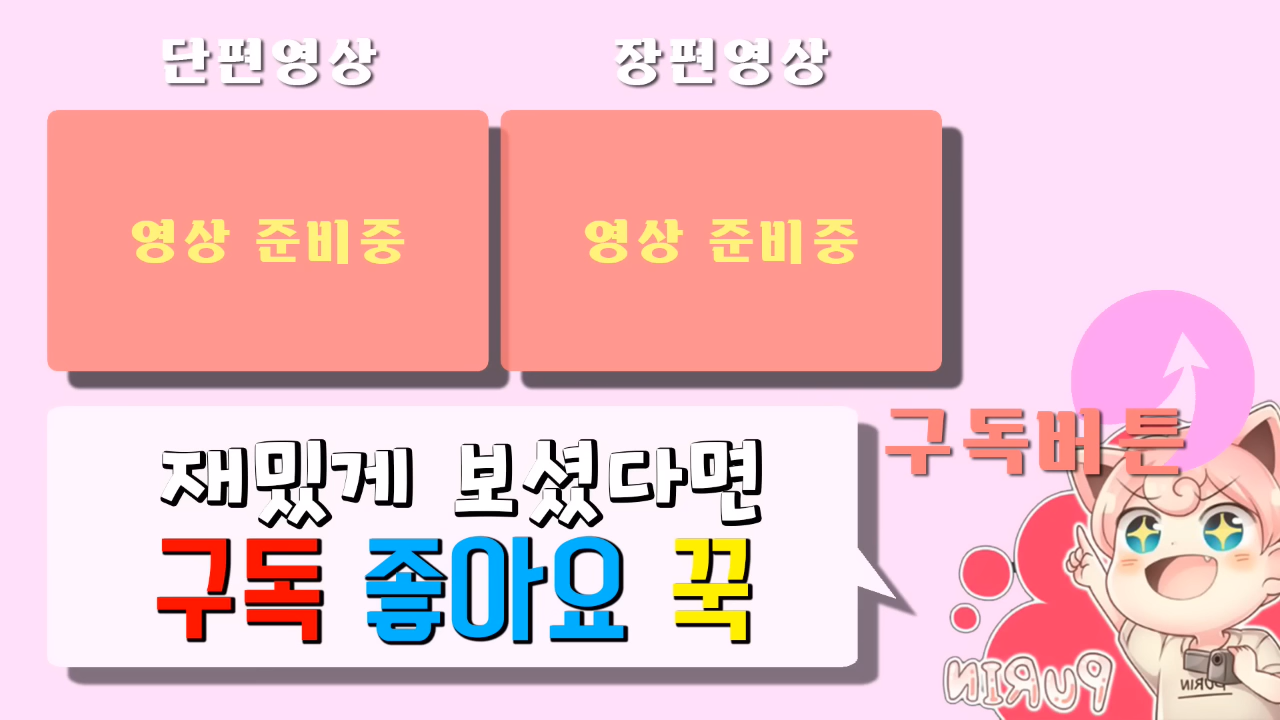 단편영상 장편영상
영상 준비중 영상 준비중
구독버튼
재밌게 보셨다면
구독 좋아요 꾹
PURIN
PURIN